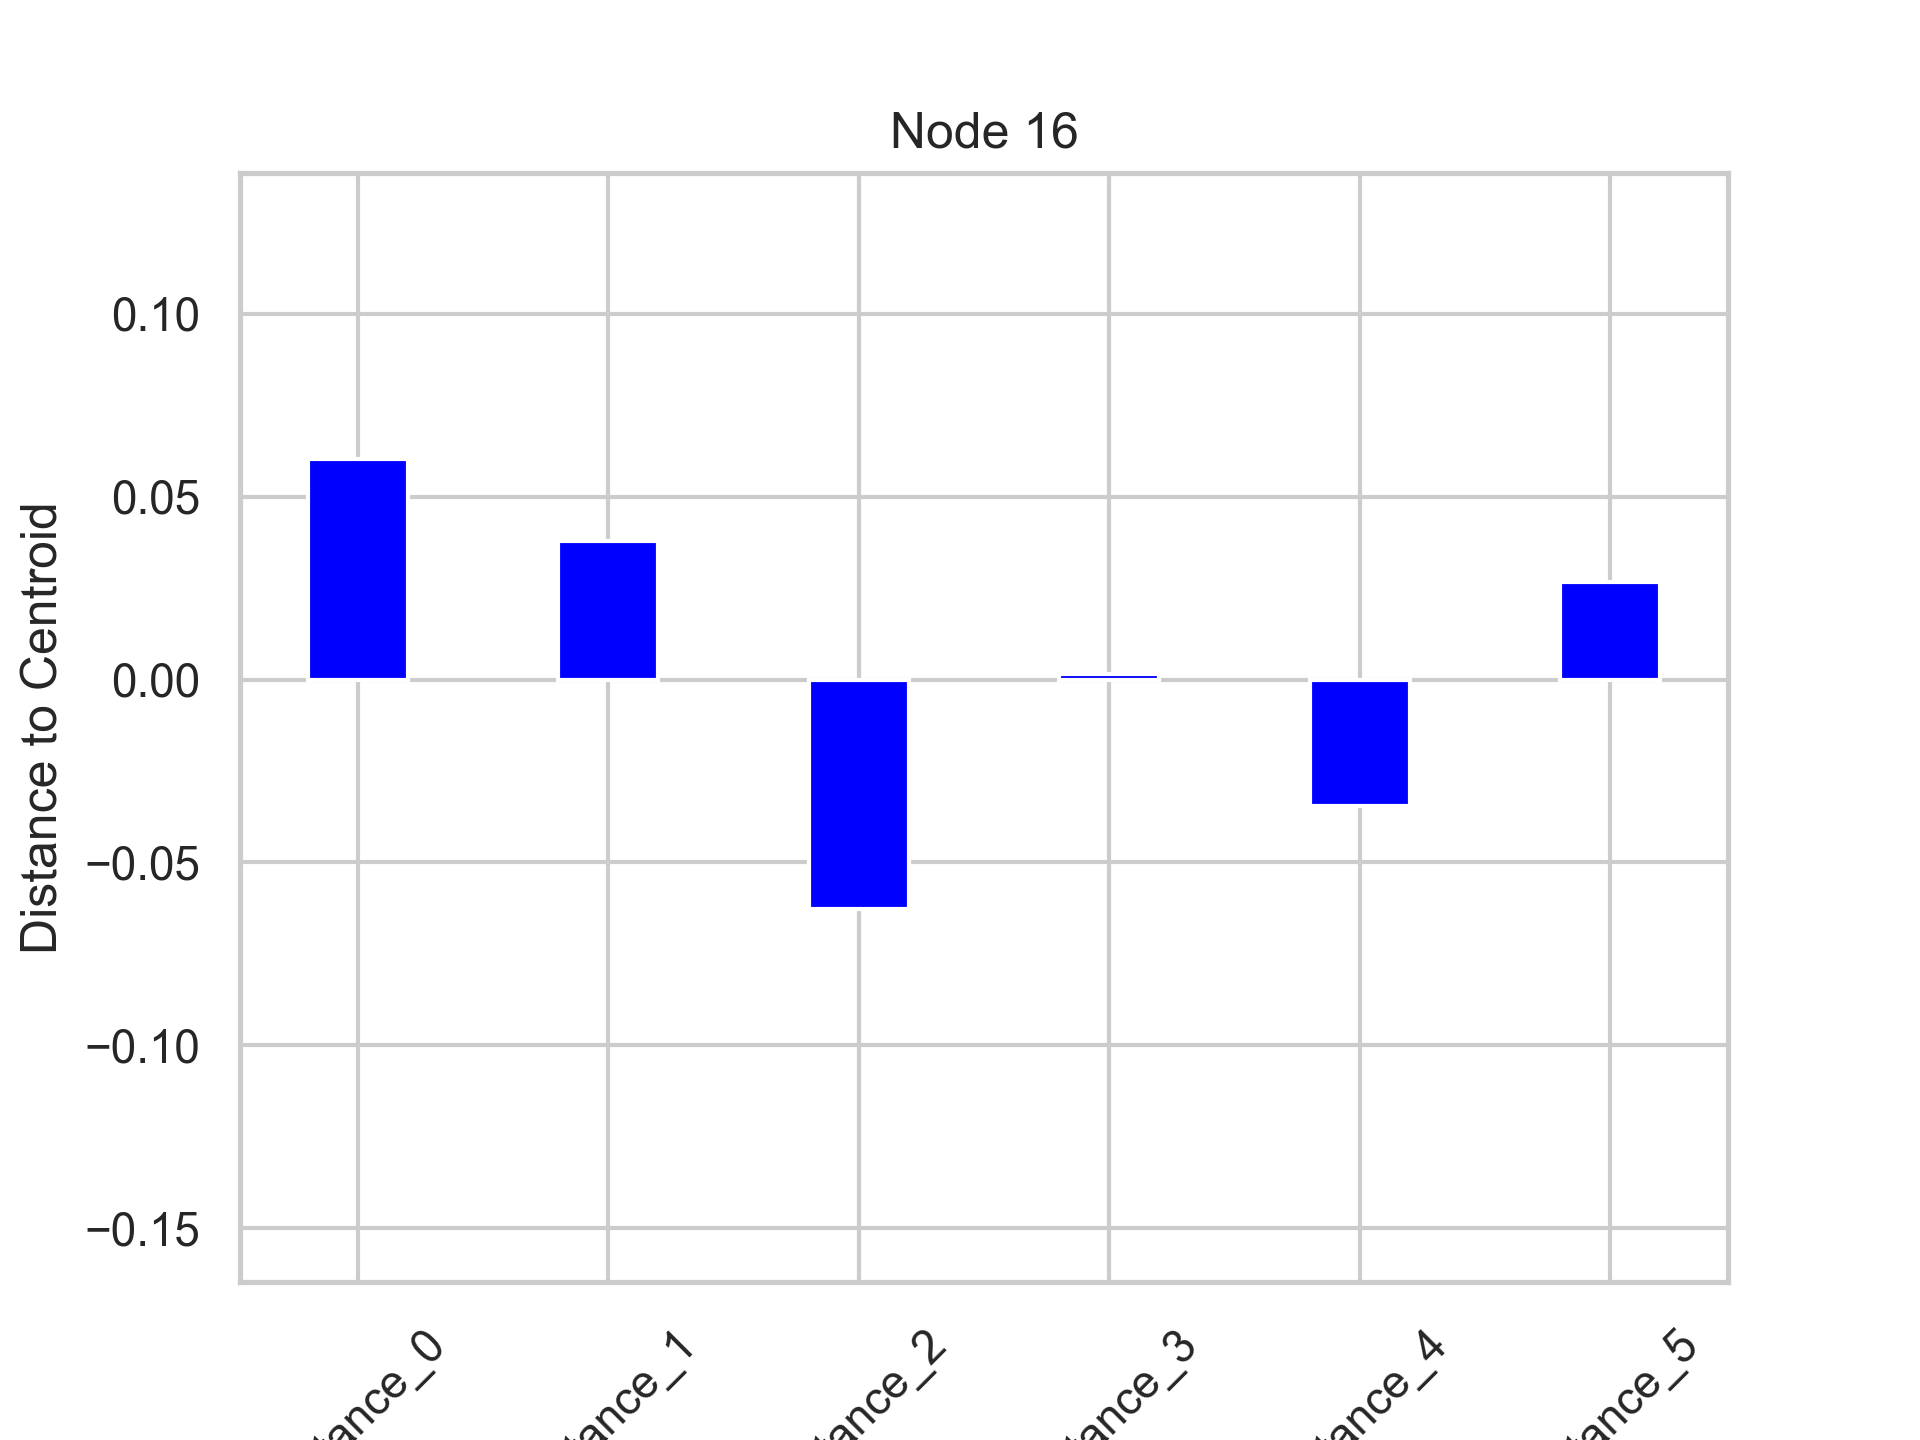 Node 16
0.10
0.05
0.00
−0.05
−0.10
−0.15
Distance to Centroid
tance_0
tance_1
tance_2
tance_3
tance_4
tance_5